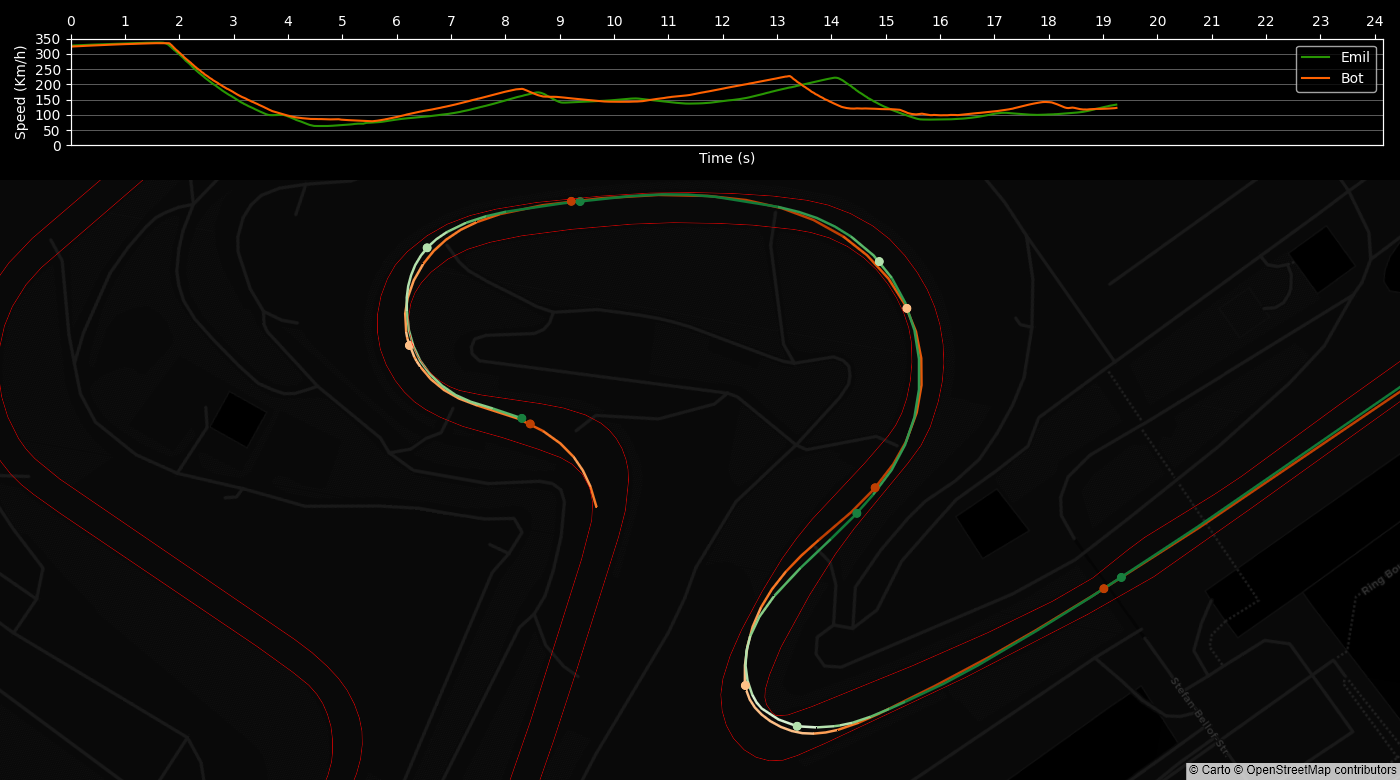 0 1 2 3 4 5 6 7 8 9 10 11 12 13 14 15 16 17 18 19 20 21 22 23 24
350
300
250
200
150
100
50
0
Speed (Km/h)
Emil
Bot
Time (s)
Ring Bo
Stefan-Bellof-Str
© Carto © OpenStreetMap contributors